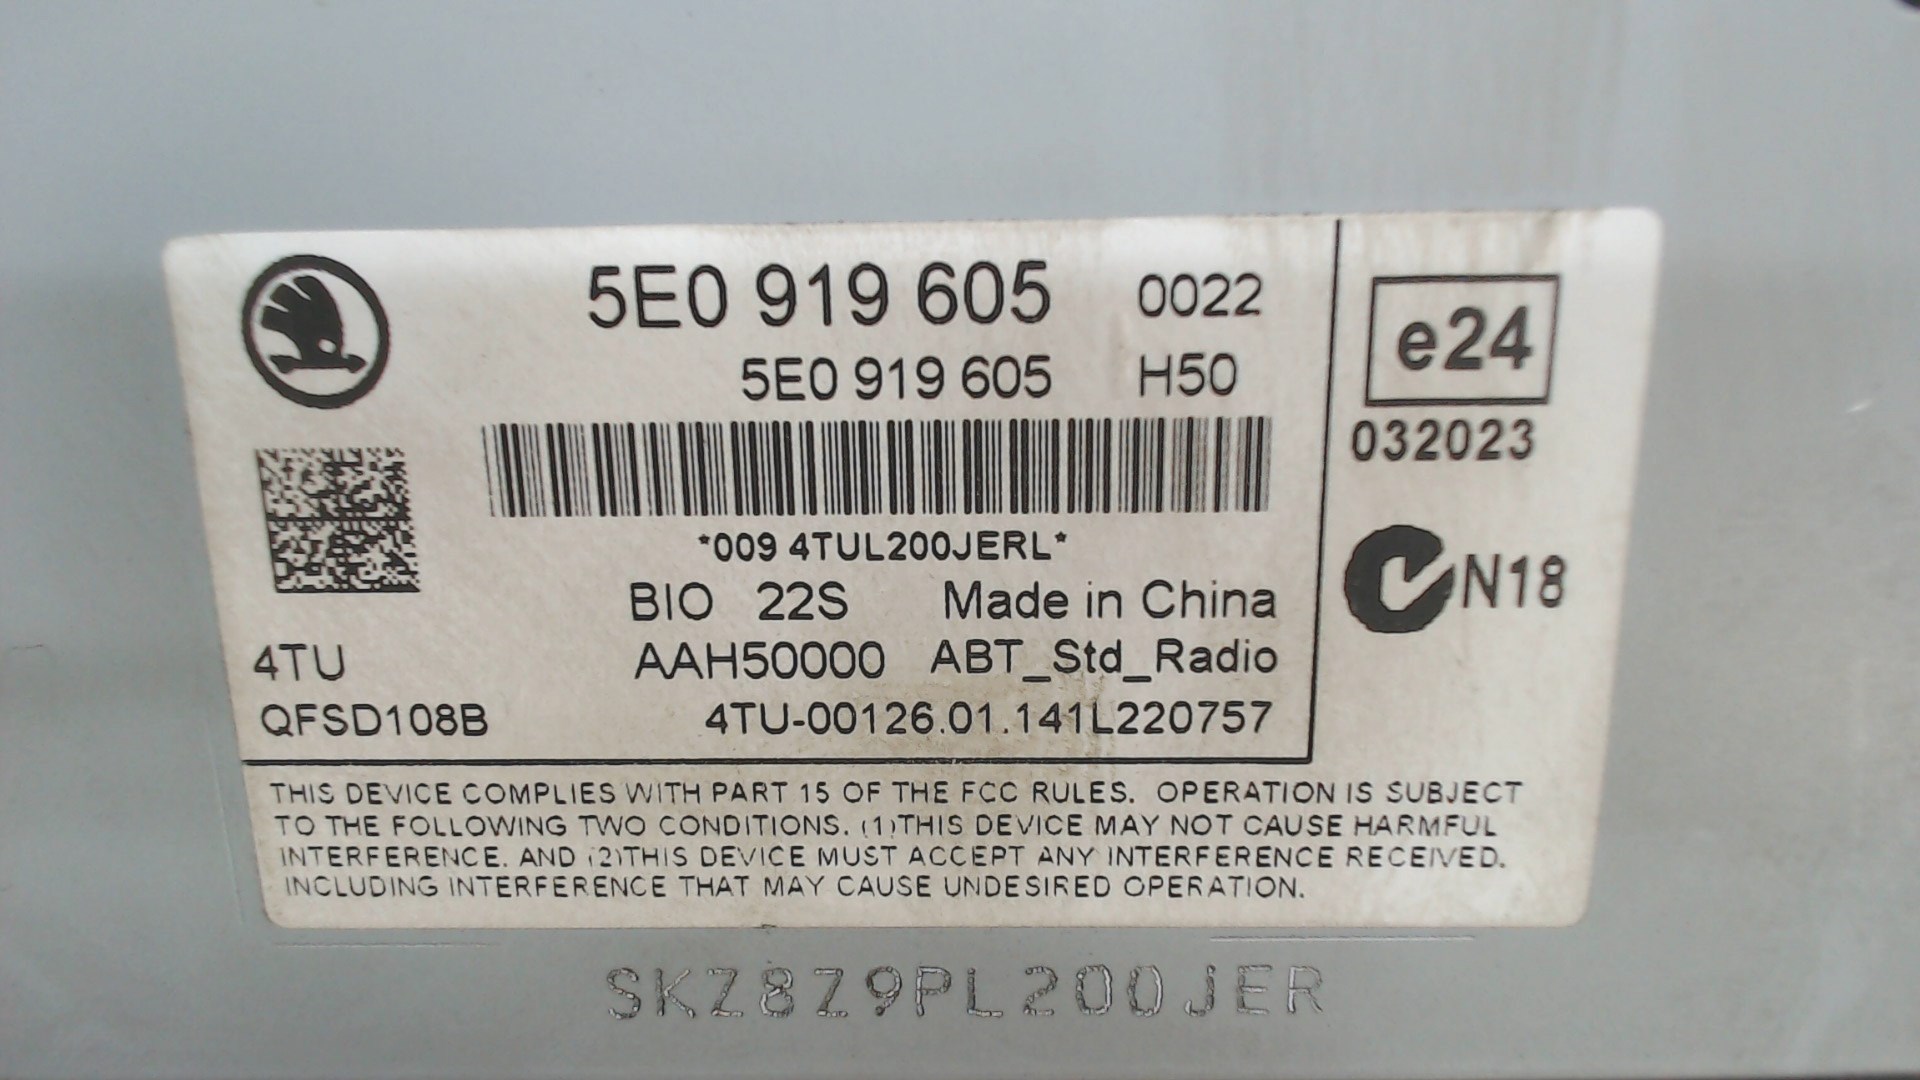 5E0 919 605 0022
5E0 919 605 H50
*009 4TUL200JERL*
BIO 22S Made in China
4TU AAH50000 ABT_Std_Radio
QFSD108B 4TU-00126.01.141L220757
e24
032023
N18
THIS DEVICE COMPLIES WITH PART 15 OF THE FCC RULES. OPERATION IS SUBJECT
TO THE FOLLOWING TWO CONDITIONS. (1)THIS DEVICE MAY NOT CAUSE HARMFUL
INTERFERENCE. AND (2)THIS DEVICE MUST ACCEPT ANY INTERFERENCE RECEIVED.
INCLUDING INTERFERENCE THAT MAY CAUSE UNDESIRED OPERATION.
SKZ8Z9PL200JER